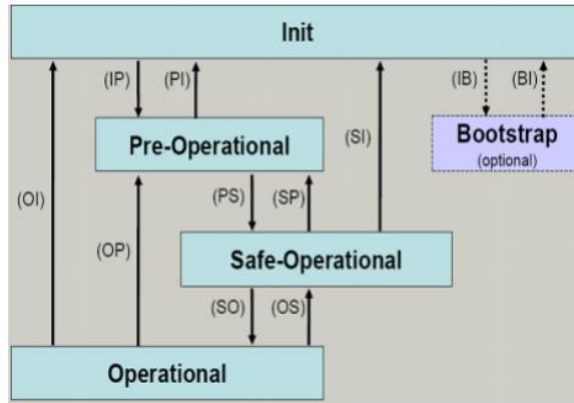 Init
(IP)
(PI)
(IB)
(BI)
Pre-Operational
Bootstrap
(optional)
(SI)
(OI)
(PS)
(SP)
(OP)
Safe-Operational
(SO)
(OS)
Operational